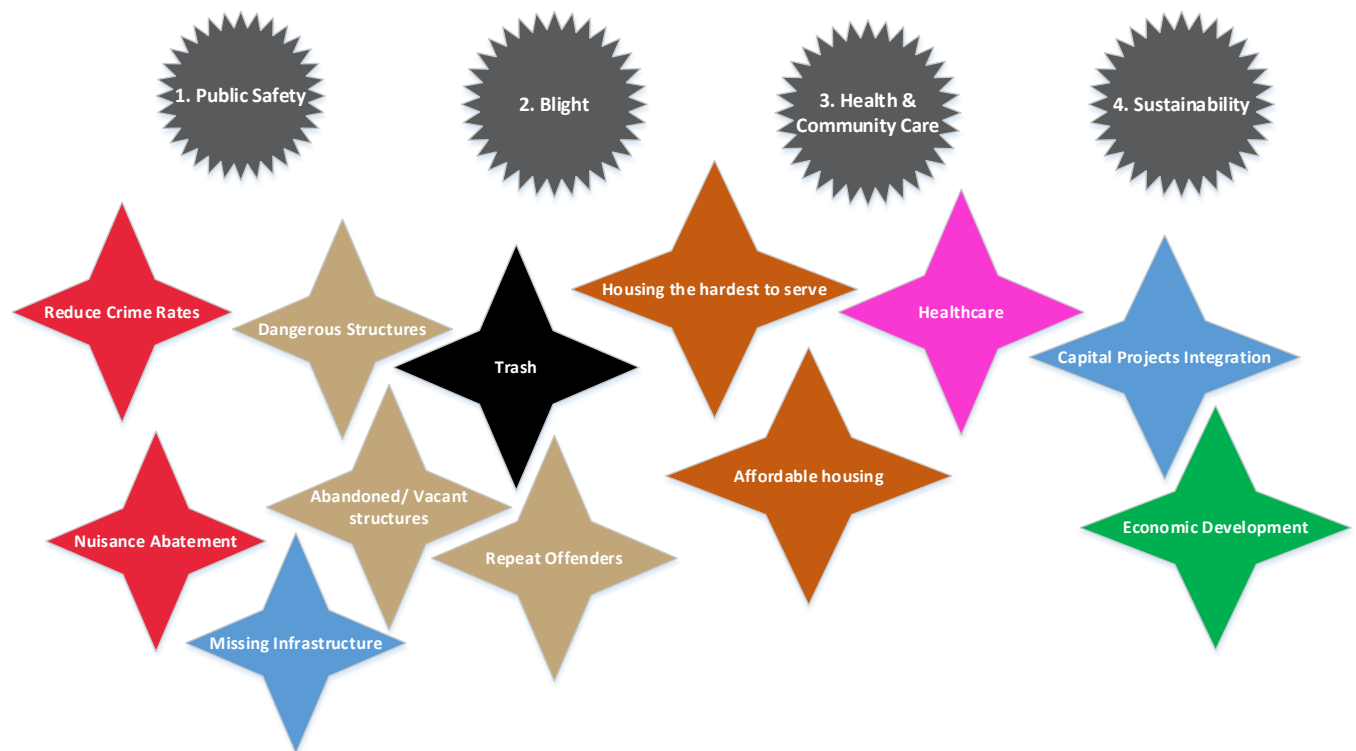 1. Public Safety
2. Blight
3. Health &
Community Care
4. Sustainability
Reduce Crime Rates
Dangerous Structures
Trash
Housing the hardest to serve
Healthcare
Capital Projects Integration
Nuisance Abatement
Abandoned/ Vacant
structures
Repeat Offenders
Affordable housing
Economic Development
Missing Infrastructure